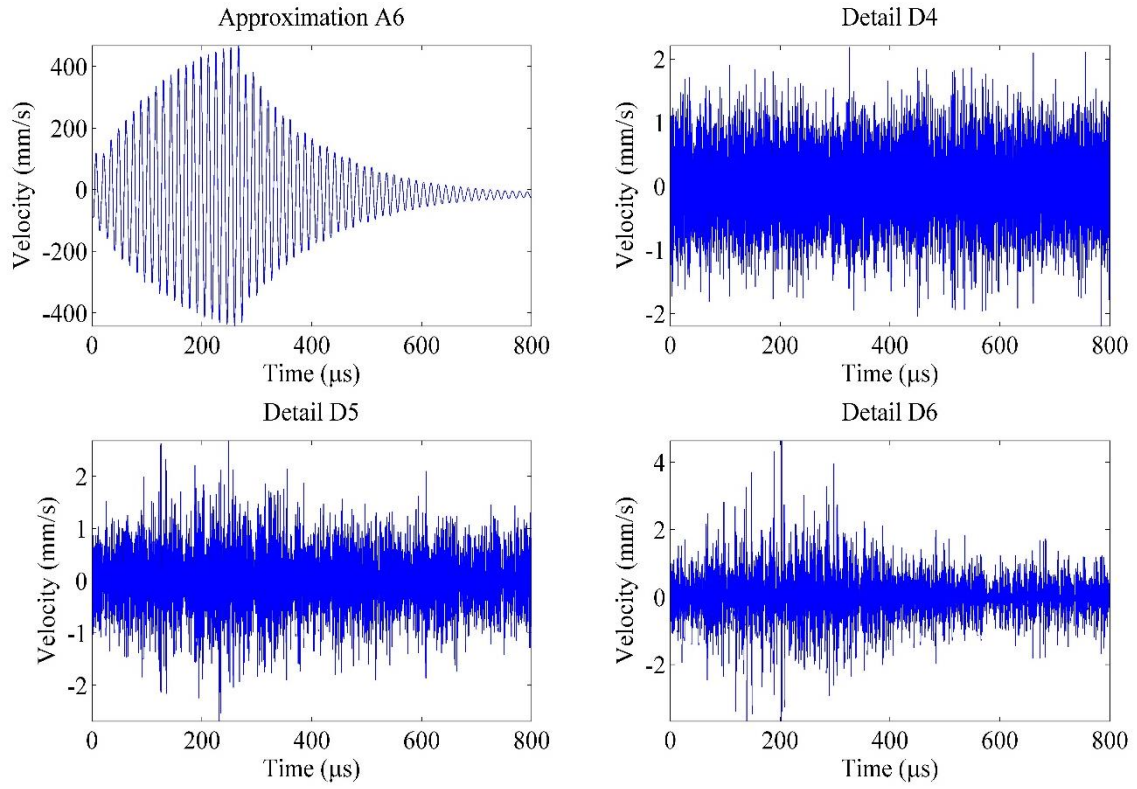 Approximation A6
Velocity (mm/s)
400
200
0
-200
-400
0 200 400 600 800
Time (μs)
Detail D4
Velocity (mm/s)
2
1
0
-1
-2
0 200 400 600 800
Time (μs)
Detail D5
Velocity (mm/s)
2
1
0
-1
-2
0 200 400 600 800
Time (μs)
Detail D6
Velocity (mm/s)
4
2
0
-2
0 200 400 600 800
Time (μs)